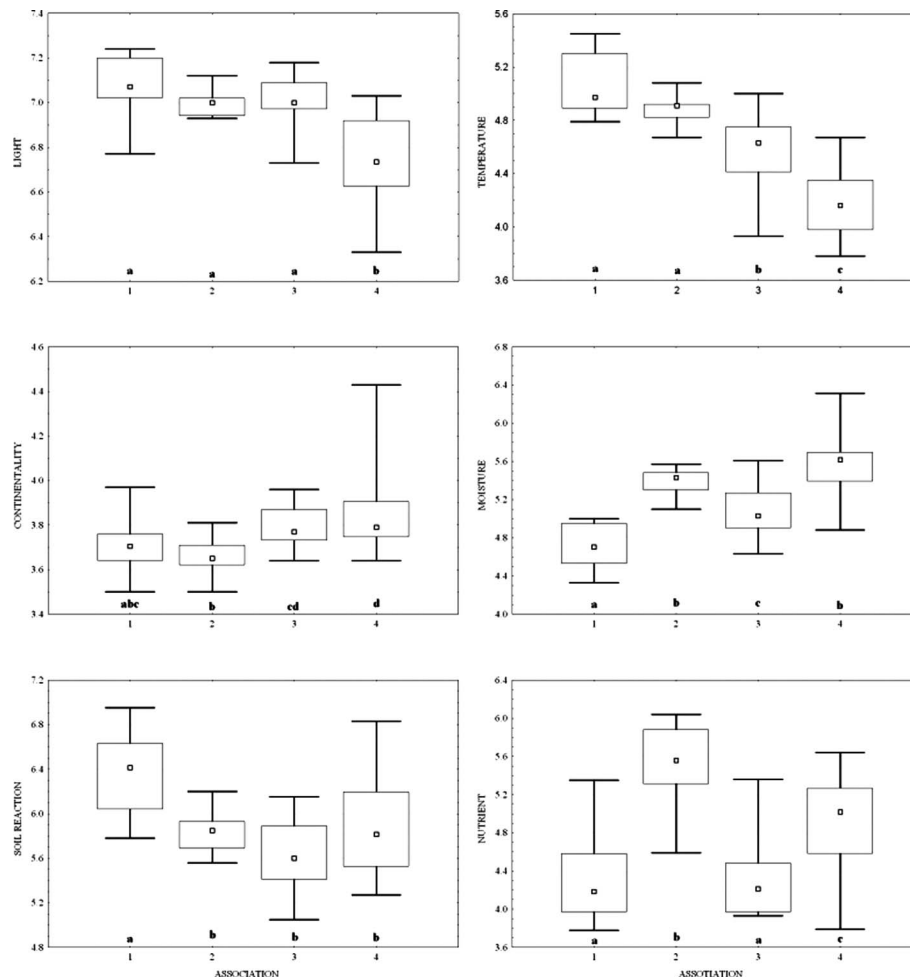 LIGHT
7.4
7.2
7.0
6.8
6.6
6.4
6.2
a a a b
1 2 3 4
TEMPERATURE
5.6
5.2
4.8
4.4
4.0
3.6
a a b c
1 2 3 4
CONTINENTALITY
4.6
4.4
4.2
4.0
3.8
3.6
3.4
abc b cd d
1 2 3 4
MOISTURE
6.8
6.4
6.0
5.6
5.2
4.8
4.4
4.0
a b c b
1 2 3 4
SOIL REACTION
7.2
6.8
6.4
6.0
5.6
5.2
4.8
a b b b
1 2 3 4
ASSOCIATION
NUTRIENT
6.4
6.0
5.6
5.2
4.8
4.4
4.0
3.6
a b a c
1 2 3 4
ASSOTIATION